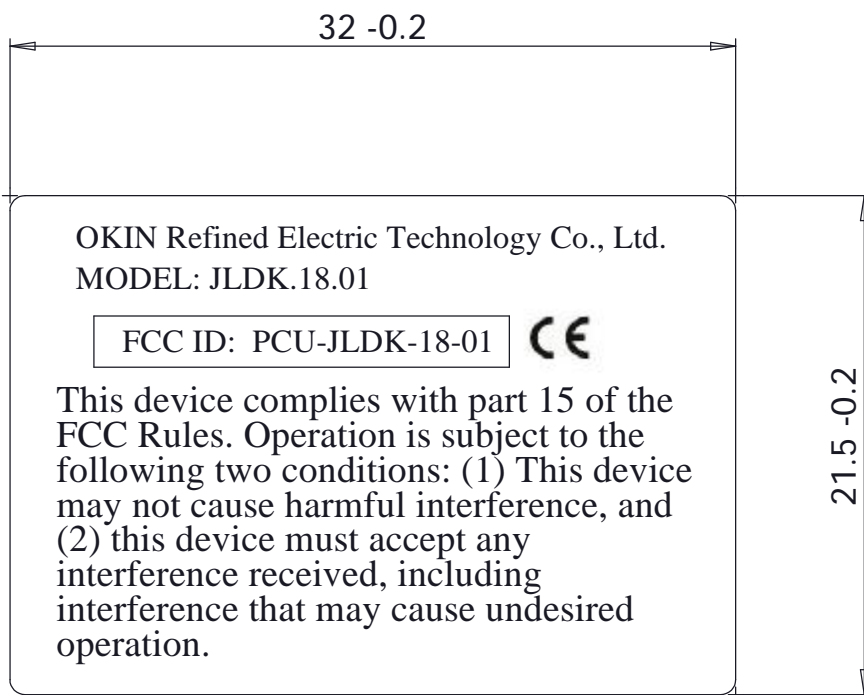 32 -0.2
OKIN Refined Electric Technology Co., Ltd.
MODEL: JLDK.18.01
FCC ID: PCU-JLDK-18-01 CE
This device complies with part 15 of the
FCC Rules. Operation is subject to the
following two conditions: (1) This device
may not cause harmful interference, and
(2) this device must accept any
interference received, including
interference that may cause undesired
operation.
21.5 -0.2